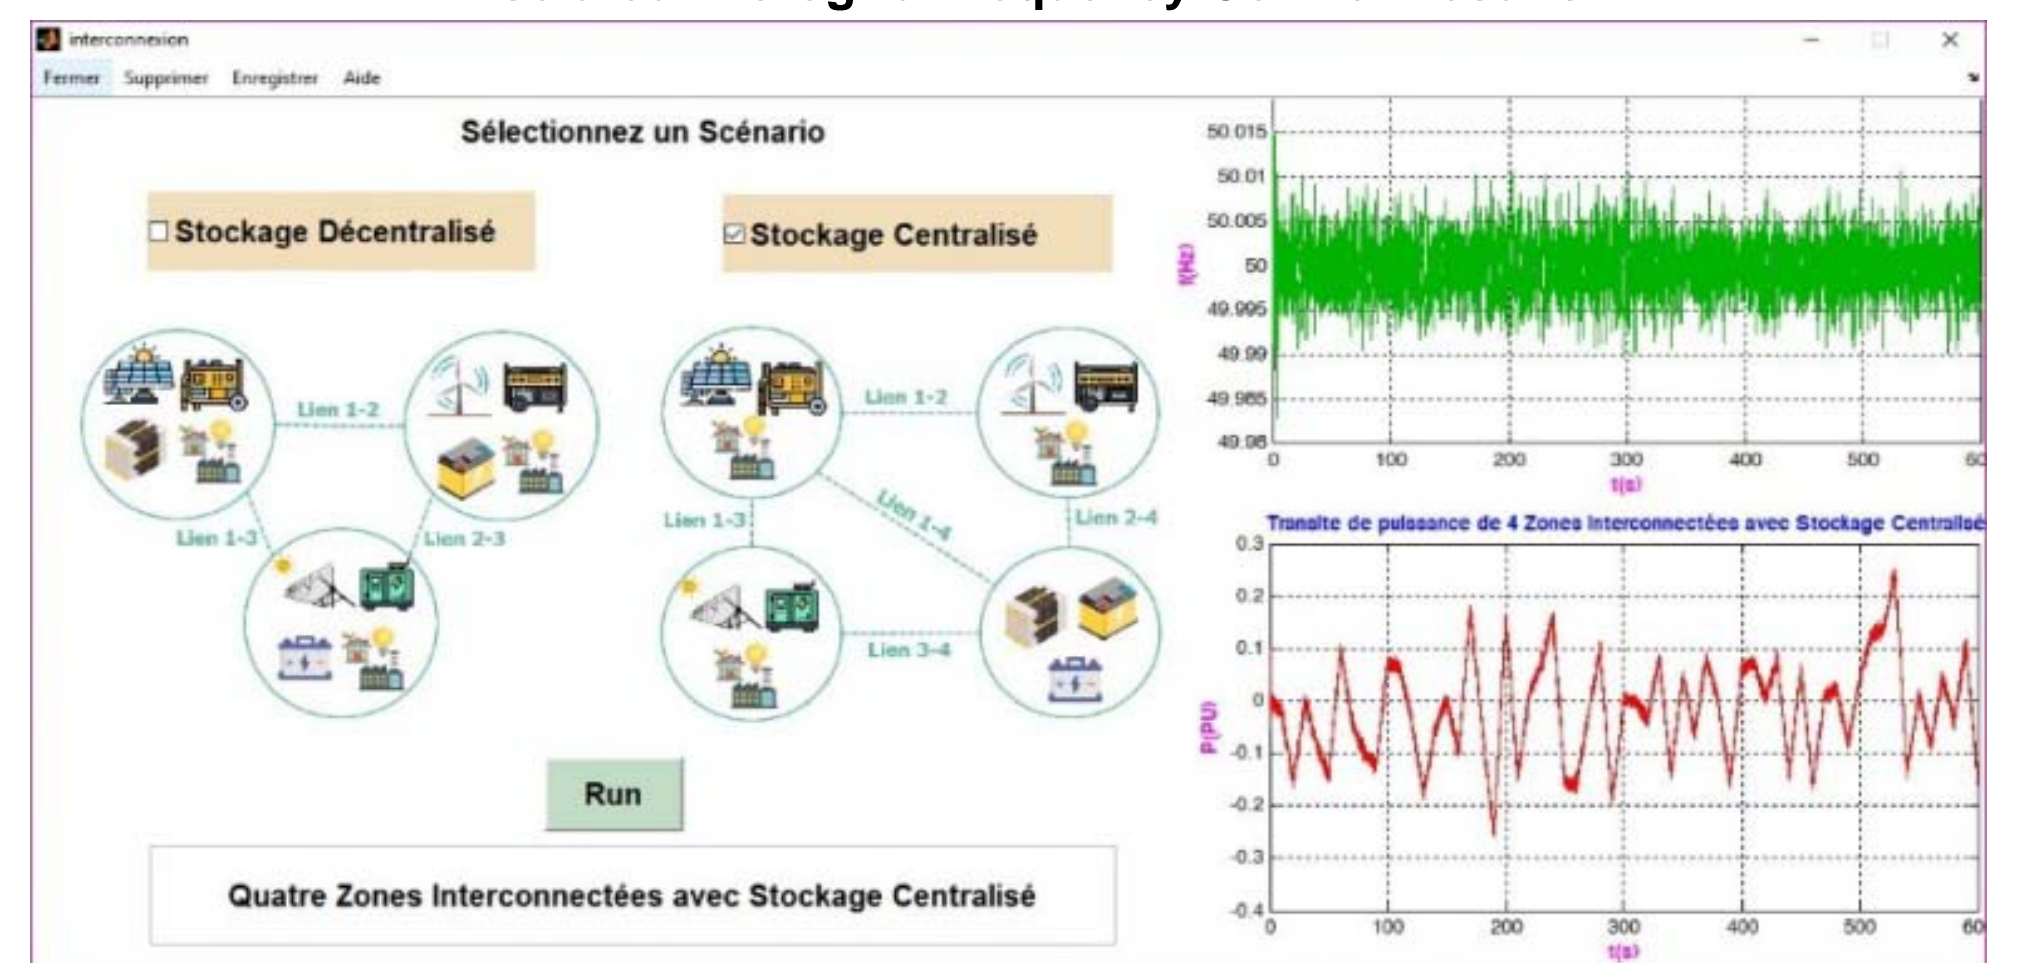 interconnexion
Fermer Supprimer Enregistrer Aide
Sélectionnez un Scénario
Stockage Décentralisé
Stockage Centralisé
Lien 1-2
Lien 1-3
Lien 2-3
Lien 1-2
Lien 1-3
Lien 1-4
Lien 2-4
Lien 3-4
Run
Quatre Zones Interconnectées avec Stockage Centralisé
50.015
50.01
50.005
50
49.995
49.99
49.985
49.98
f(Hz)
0 100 200 300 400 500 60
t(s)
Transite de puissance de 4 Zones Interconnectées avec Stockage Centralisé
0.3
0.2
0.1
0
-0.1
-0.2
-0.3
-0.4
P(PU)
0 100 200 300 400 500 60
t(s)